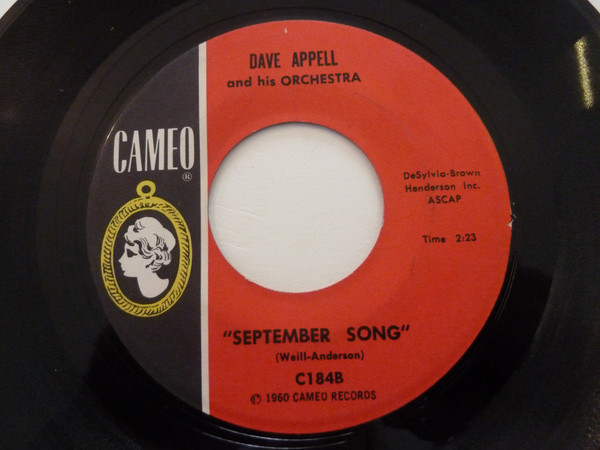 DAVE APPELL
and his ORCHESTRA
CAMEO
®
DeSylvia-Brown
Henderson Inc.
ASCAP
Time 2:23
"SEPTEMBER SONG"
(Weill-Anderson)
C184B
℗ 1960 CAMEO RECORDS